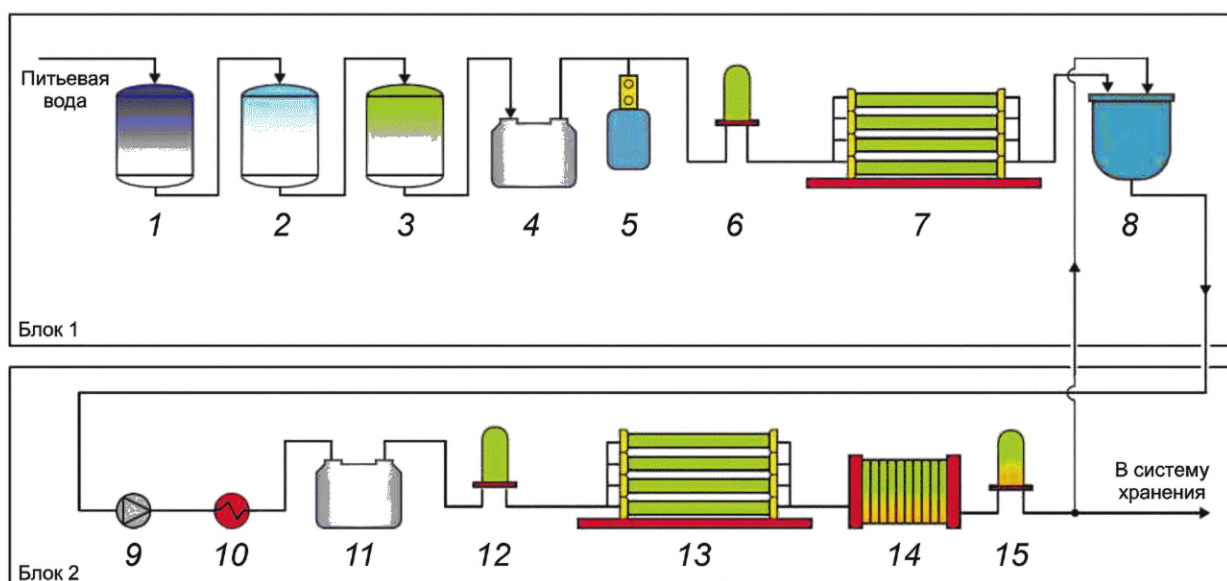 Питьевая
вода
1 2 3 4 5 6 7 8
Блок 1
В систему
хранения
9 10 11 12 13 14 15
Блок 2